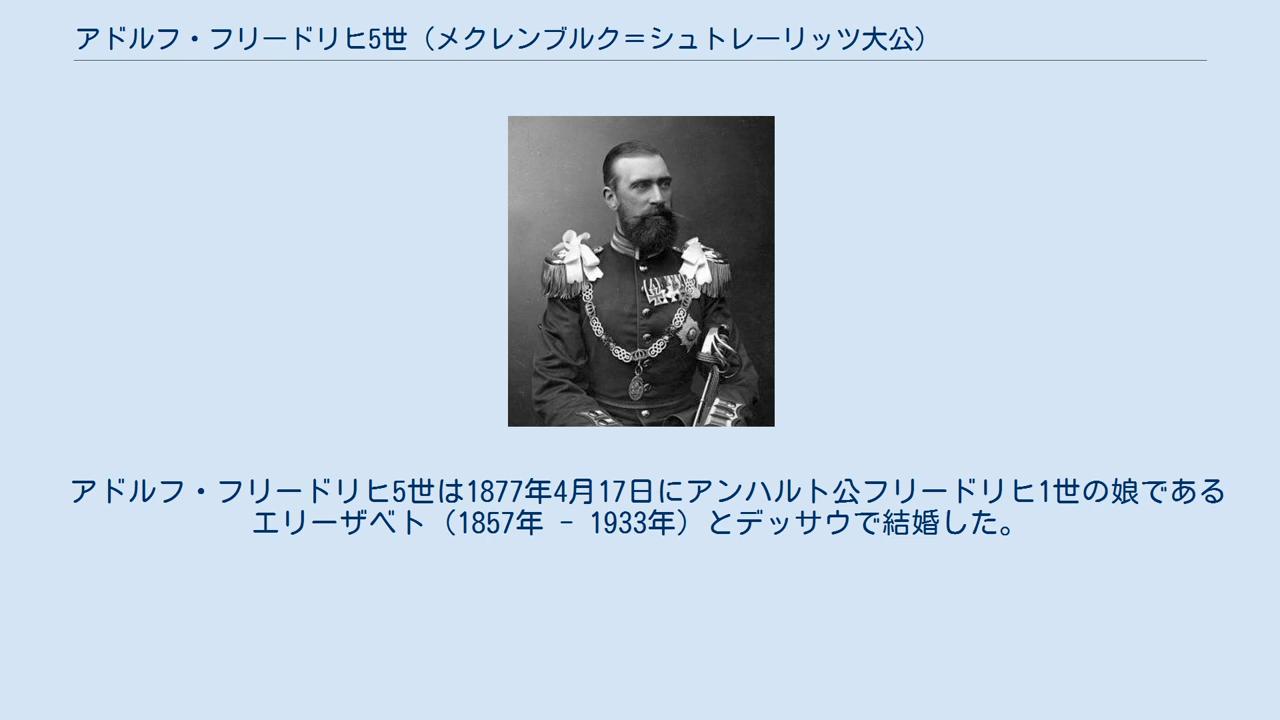 アドルフ・フリードリヒ5世（メクレンブルク＝シュトレーリッツ大公）
アドルフ・フリードリヒ5世は1877年4月17日にアンハルト公フリードリヒ1世の娘である
エリーザベト（1857年 － 1933年）とデッサウで結婚した。